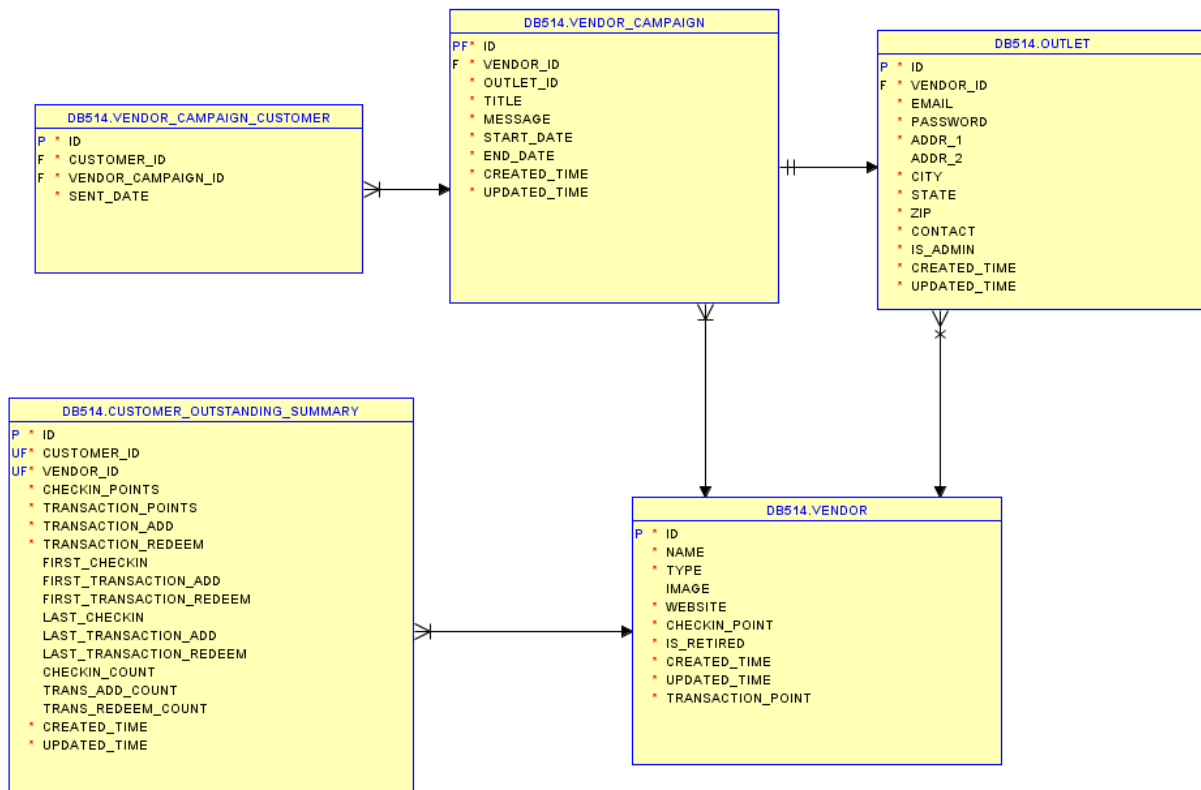 DB514.VENDOR_CAMPAIGN
PF* ID
F * VENDOR_ID
* OUTLET_ID
* TITLE
* MESSAGE
* START_DATE
* END_DATE
* CREATED_TIME
* UPDATED_TIME
DB514.OUTLET
P * ID
F * VENDOR_ID
* EMAIL
* PASSWORD
* ADDR_1
ADDR_2
* CITY
* STATE
* ZIP
* CONTACT
* IS_ADMIN
* CREATED_TIME
* UPDATED_TIME
DB514.VENDOR_CAMPAIGN_CUSTOMER
P * ID
F * CUSTOMER_ID
F * VENDOR_CAMPAIGN_ID
* SENT_DATE
DB514.CUSTOMER_OUTSTANDING_SUMMARY
P * ID
UF* CUSTOMER_ID
UF* VENDOR_ID
* CHECKIN_POINTS
* TRANSACTION_POINTS
* TRANSACTION_ADD
* TRANSACTION_REDEEM
FIRST_CHECKIN
FIRST_TRANSACTION_ADD
FIRST_TRANSACTION_REDEEM
LAST_CHECKIN
LAST_TRANSACTION_ADD
LAST_TRANSACTION_REDEEM
CHECKIN_COUNT
TRANS_ADD_COUNT
TRANS_REDEEM_COUNT
* CREATED_TIME
* UPDATED_TIME
DB514.VENDOR
P * ID
* NAME
* TYPE
IMAGE
* WEBSITE
* CHECKIN_POINT
* IS_RETIRED
* CREATED_TIME
* UPDATED_TIME
* TRANSACTION_POINT